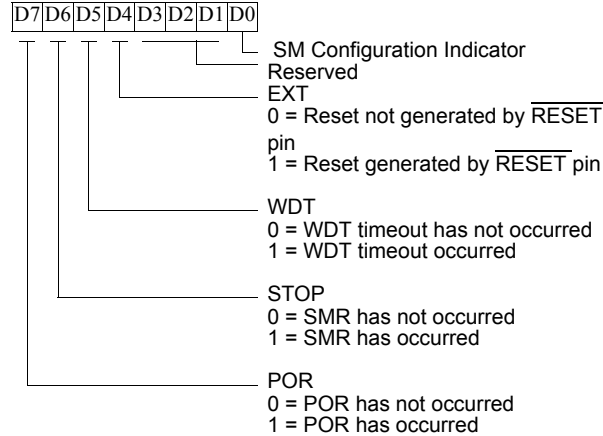 D7 D6 D5 D4 D3 D2 D1 D0
SM Configuration Indicator
Reserved
EXT
0 = Reset not generated by RESET
pin
1 = Reset generated by RESET pin
WDT
0 = WDT timeout has not occurred
1 = WDT timeout occurred
STOP
0 = SMR has not occurred
1 = SMR has occurred
POR
0 = POR has not occurred
1 = POR has occurred